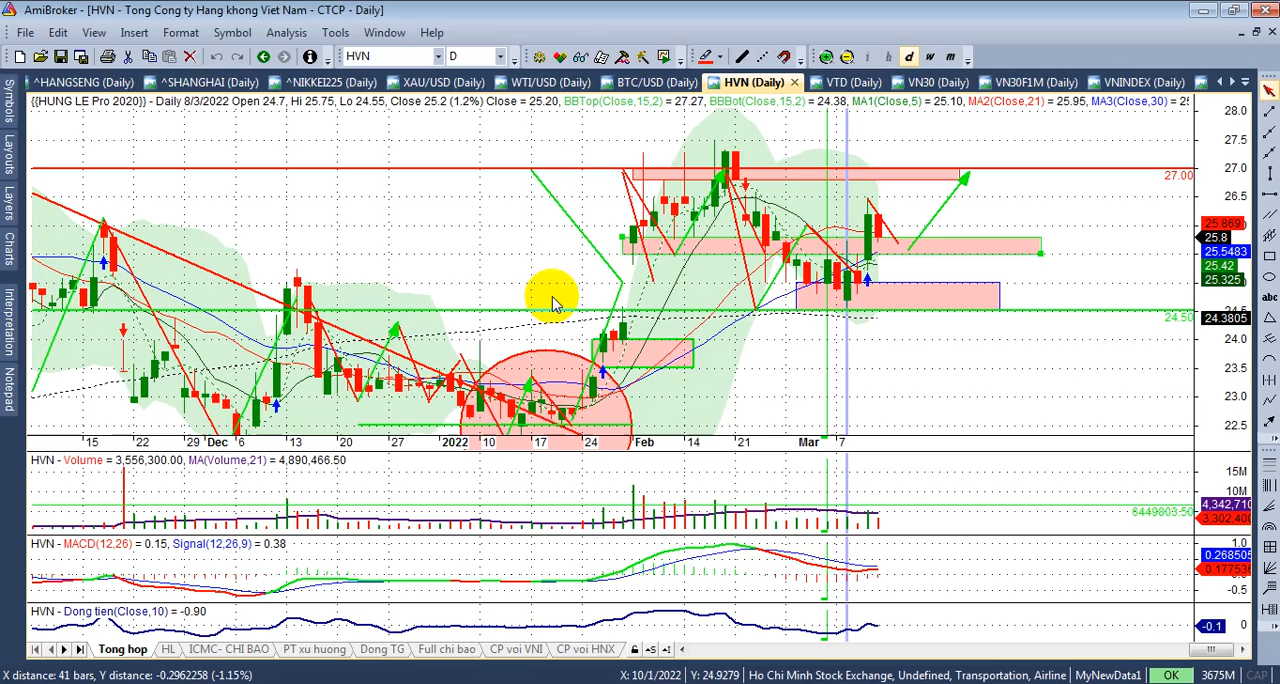 AmiBroker - [HVN - Tong Cong ty Hang khong Viet Nam - CTCP - Daily]
File Edit View Insert Format Symbol Analysis Tools Window Help
HVN D i h d w m
^HANGSENG (Daily) ^SHANGHAI (Daily) ^NIKKEI225 (Daily) XAU/USD (Daily) WTI/USD (Daily) BTC/USD (Daily) HVN (Daily) VTD (Daily) VN30 (Daily) VN30F1M (Daily) VNINDEX (Daily)
Symbols
Layouts
Layers
Charts
Interpretation
Notepad
{{HUNG LE Pro 2020}} - Daily 8/3/2022 Open 24.7, Hi 25.75, Lo 24.55, Close 25.2 (1.2%) Close = 25.20, BBTop(Close,15,2) = 27.27, BBBot(Close,15,2) = 24.38, MA1(Close,5) = 25.10, MA2(Close,21) = 25.95, MA3(Close,30) = 25
28.0
27.5
27.0
27.00
26.5
25.869
25.8
25.5483
25.42
25.325
24.50
24.3805
24.0
23.5
23.0
22.5
15 22 29 Dec 6 13 20 27 2022 10 17 24 Feb 14 21 Mar 7
HVN - Volume = 3,556,300.00, MA(Volume,21) = 4,890,466.50
15M
10M
4,342,710
6449803.50
3,302,400
HVN - MACD(12,26) = 0.15, Signal(12,26,9) = 0.38
1.0
0.268505
0.177536
-0.5
HVN - Dong tien(Close,10) = -0.90
-0.1 0
Tong hop HL ICMC- CHI BAO PT xu huong Dong TG Full chi bao CP voi VNI CP voi HNX
X distance: 41 bars, Y distance: -0.2962258 (-1.15%) X: 10/1/2022 Y: 24.9279 Ho Chi Minh Stock Exchange, Undefined, Transportation, Airline MyNewData1 OK 3675M CAP
abc